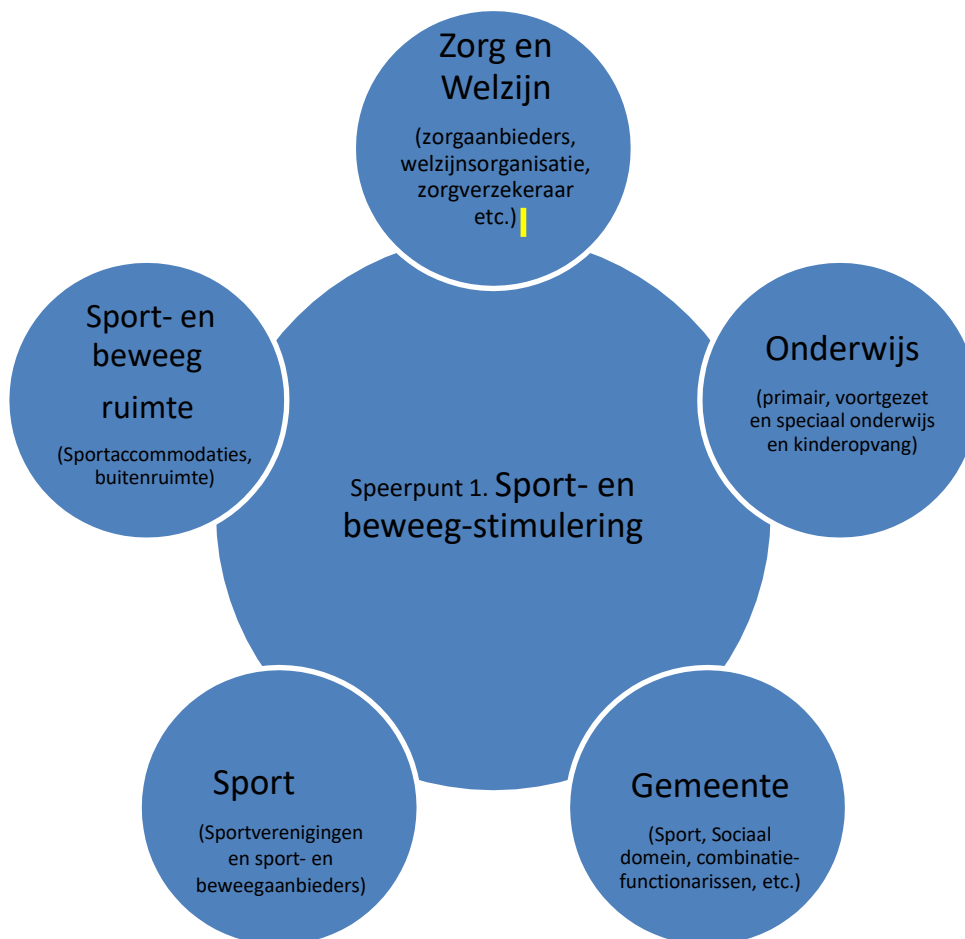 Zorg en
Welzijn
(zorgaanbieders,
welzijnsorganisatie,
zorgverzekeraar
etc.)
Sport- en
beweeg
ruimte
(Sportaccommodaties,
buitenruimte)
Onderwijs
(primair, voortgezet
en speciaal onderwijs
en kinderopvang)
Speerpunt 1. Sport- en
beweeg-stimulering
Sport
(Sportverenigingen
en sport- en
beweegaanbieders)
Gemeente
(Sport, Sociaal
domein, combinatie-
functionarissen, etc.)